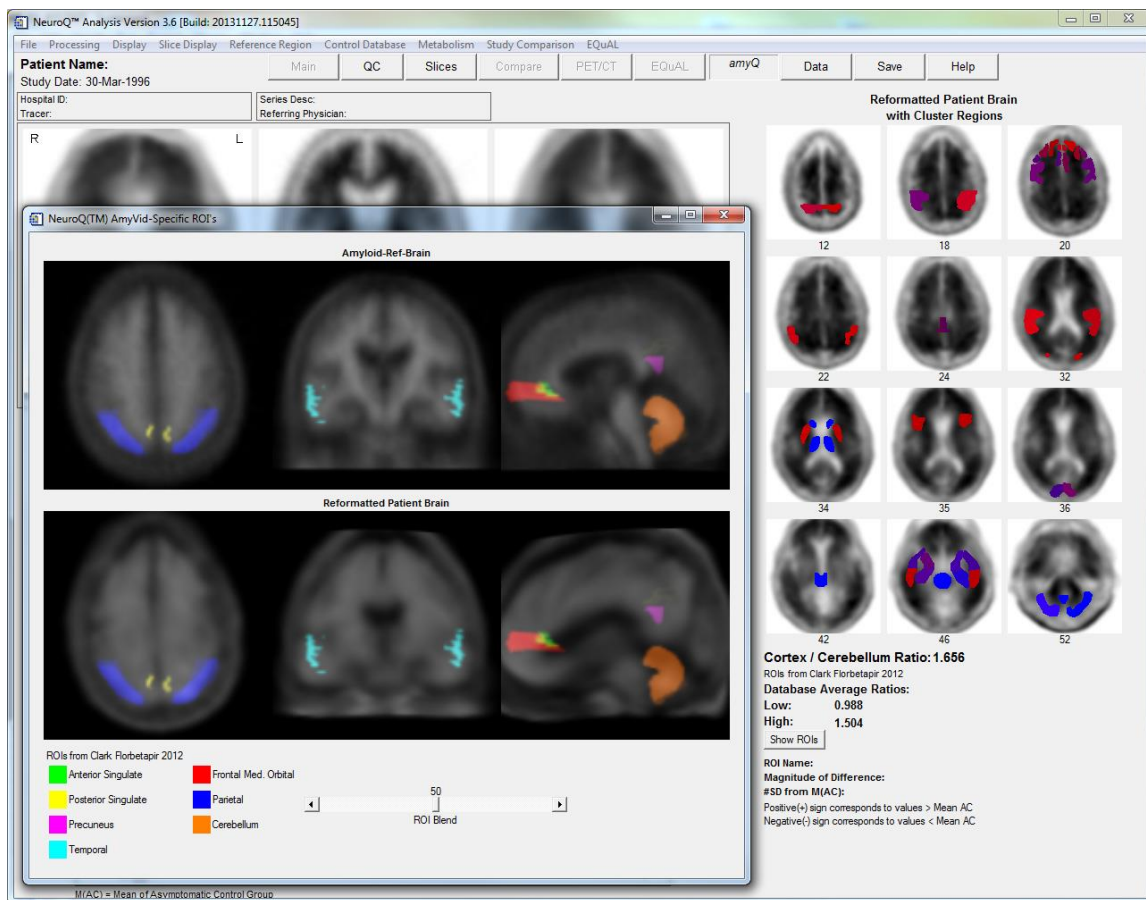 NeuroQ™ Analysis Version 3.6 [Build: 20131127.115045]
File Processing Display Slice Display Reference Region Control Database Metabolism Study Comparison EQuAL
Patient Name:
Study Date: 30-Mar-1996
Main QC Slices Compare PET/CT EQuAL amyQ Data Save Help
Hospital ID:
Tracer:
Series Desc:
Referring Physician:
R L
NeuroQ(TM) AmyVid-Specific ROI's
Amyloid-Ref-Brain
Reformatted Patient Brain
ROIs from Clark Florbetapir 2012
Anterior Singulate
Frontal Med. Orbital
Posterior Singulate
Parietal
Precuneus
Cerebellum
Temporal
50
ROI Blend
M(AC) = Mean of Asymptomatic Control Group
Reformatted Patient Brain
with Cluster Regions
12 18 20
22 24 32
34 35 36
42 46 52
Cortex / Cerebellum Ratio: 1.656
ROIs from Clark Florbetapir 2012
Database Average Ratios:
Low: 0.988
High: 1.504
Show ROIs
ROI Name:
Magnitude of Difference:
#SD from M(AC):
Positive(+) sign corresponds to values > Mean AC
Negative(-) sign corresponds to values < Mean AC